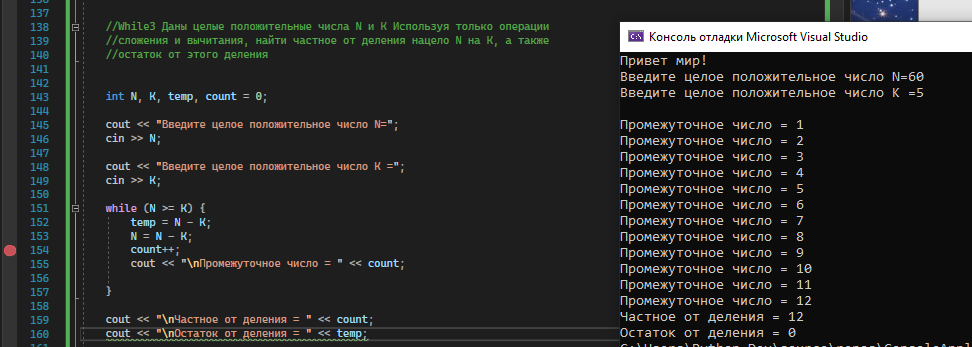 137
138 //While3 Даны целые положительные числа N и К Используя только операции
139 //сложения и вычитания, найти частное от деления нацело N на К, а также
140 //остаток от этого деления
141
142
143 int N, K, temp, count = 0;
144
145 cout << "Введите целое положительное число N=";
146 cin >> N;
147
148 cout << "Введите целое положительное число К =";
149 cin >> K;
150
151 while (N >= K) {
152 temp = N - K;
153 N = N - K;
154 count++;
155 cout << "\nПромежуточное число = " << count;
156
157 }
158
159 cout << "\nЧастное от деления = " << count;
160 cout << "\nОстаток от деления = " << temp;
161
Консоль отладки Microsoft Visual Studio
Привет мир!
Введите целое положительное число N=60
Введите целое положительное число К =5

Промежуточное число = 1
Промежуточное число = 2
Промежуточное число = 3
Промежуточное число = 4
Промежуточное число = 5
Промежуточное число = 6
Промежуточное число = 7
Промежуточное число = 8
Промежуточное число = 9
Промежуточное число = 10
Промежуточное число = 11
Промежуточное число = 12
Частное от деления = 12
Остаток от деления = 0